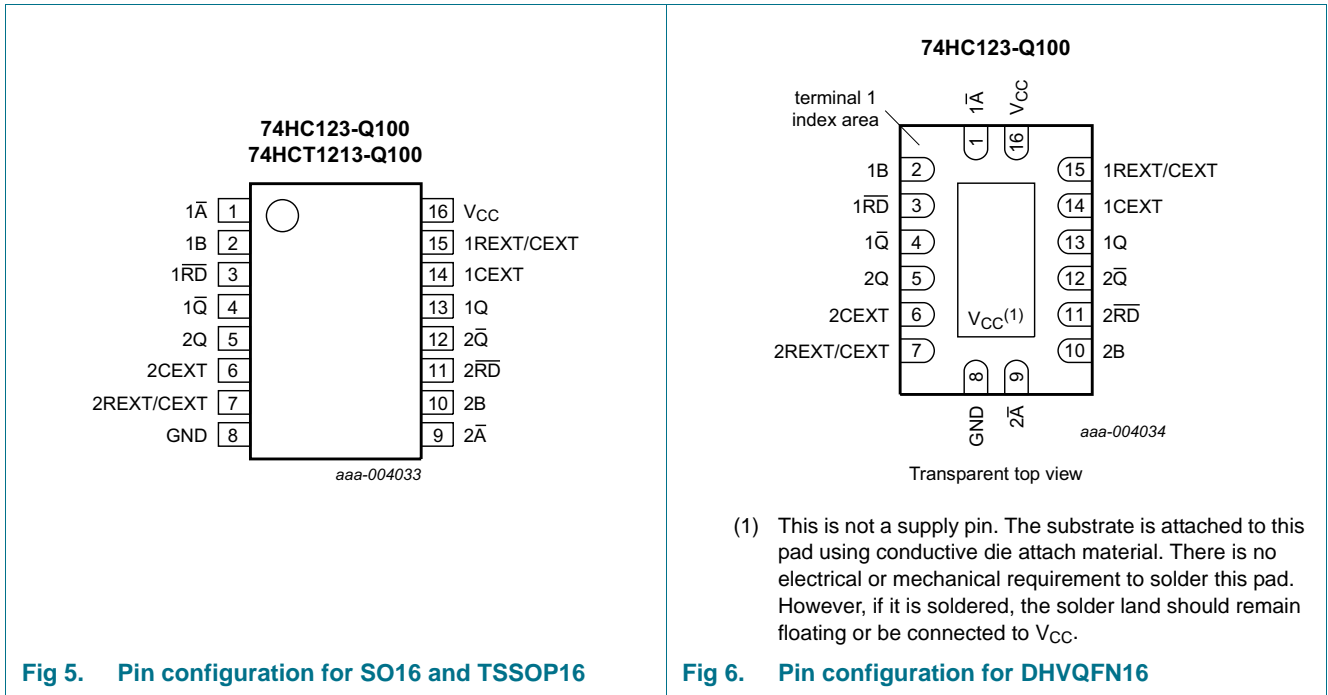 74HC123-Q100
74HCT1213-Q100
1A̅ 1
1B 2
1R̅D̅ 3
1Q̅ 4
2Q 5
2CEXT 6
2REXT/CEXT 7
GND 8
16 VCC
15 1REXT/CEXT
14 1CEXT
13 1Q
12 2Q̅
11 2R̅D̅
10 2B
9 2A̅
aaa-004033
Fig 5. Pin configuration for SO16 and TSSOP16
74HC123-Q100
terminal 1
index area
1A̅
VCC
1
16
1B 2
1R̅D̅ 3
1Q̅ 4
2Q 5
2CEXT 6
2REXT/CEXT 7
15 1REXT/CEXT
14 1CEXT
13 1Q
12 2Q̅
11 2R̅D̅
10 2B
VCC(1)
8
9
GND
2A̅
aaa-004034
Transparent top view
(1) This is not a supply pin. The substrate is attached to this
pad using conductive die attach material. There is no
electrical or mechanical requirement to solder this pad.
However, if it is soldered, the solder land should remain
floating or be connected to VCC.
Fig 6. Pin configuration for DHVQFN16